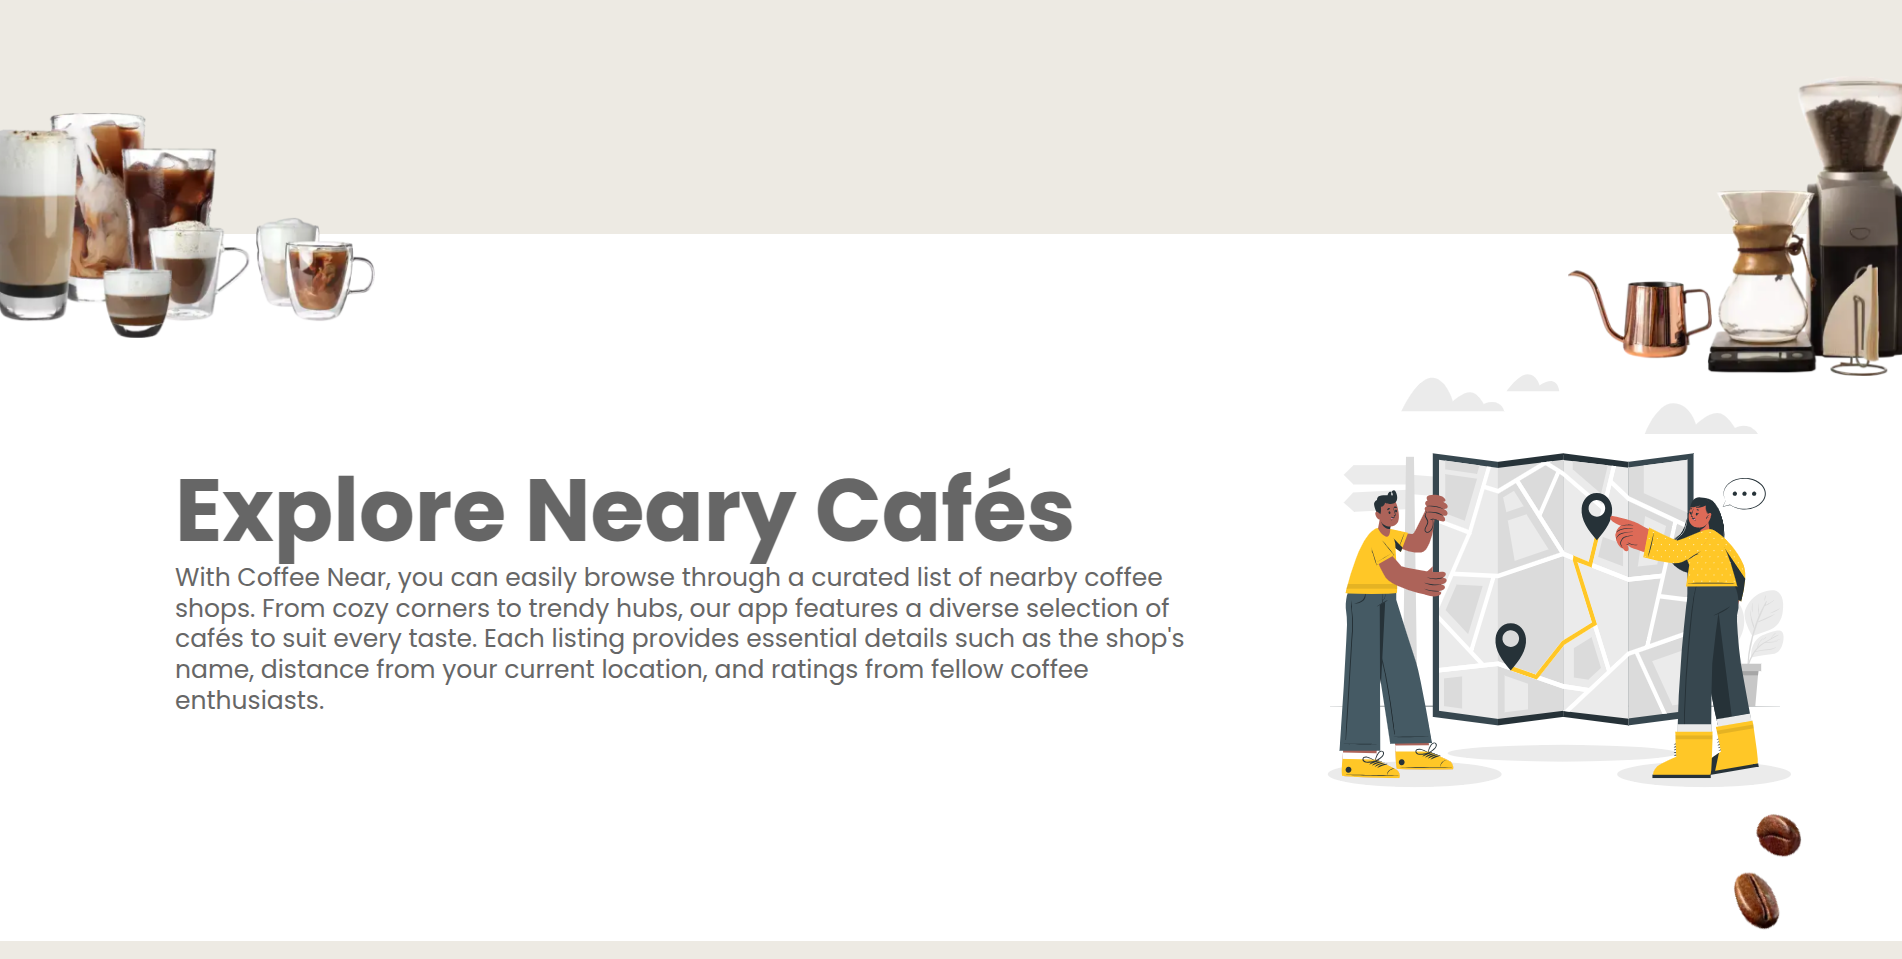 Explore Neary Cafés
With Coffee Near, you can easily browse through a curated list of nearby coffee
shops. From cozy corners to trendy hubs, our app features a diverse selection of
cafés to suit every taste. Each listing provides essential details such as the shop's
name, distance from your current location, and ratings from fellow coffee
enthusiasts.